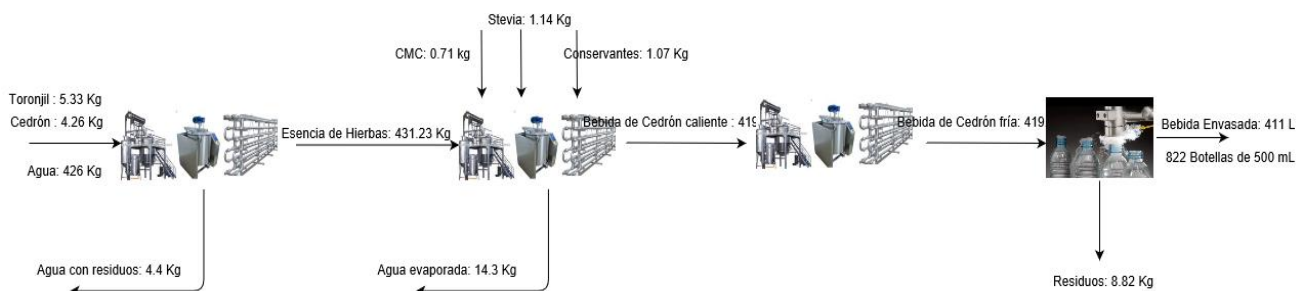 Stevia: 1.14 Kg
CMC: 0.71 kg
Conservantes: 1.07 Kg
Toronjil : 5.33 Kg
Cedrón : 4.26 Kg
Agua: 426 Kg
Esencia de Hierbas: 431.23 Kg
Bebida de Cedrón caliente : 419
Bebida de Cedrón fría: 419.
Bebida Envasada: 411 L
822 Botellas de 500 mL
Agua con residuos: 4.4 Kg
Agua evaporada: 14.3 Kg
Residuos: 8.82 Kg